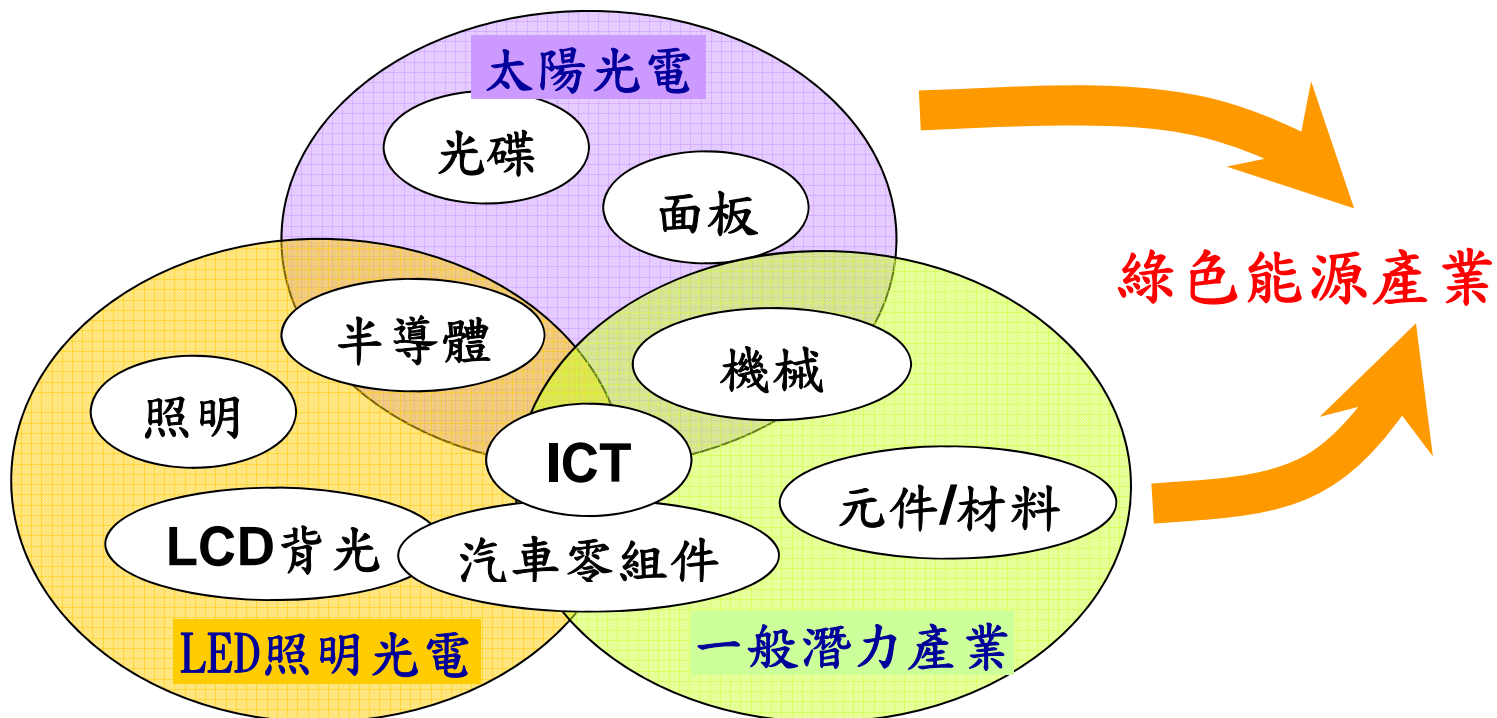 太陽光電
光碟
面板
綠色能源產業
半導體
機械
照明
ICT
元件/材料
LCD背光
汽車零組件
LED照明光電
一般潛力產業